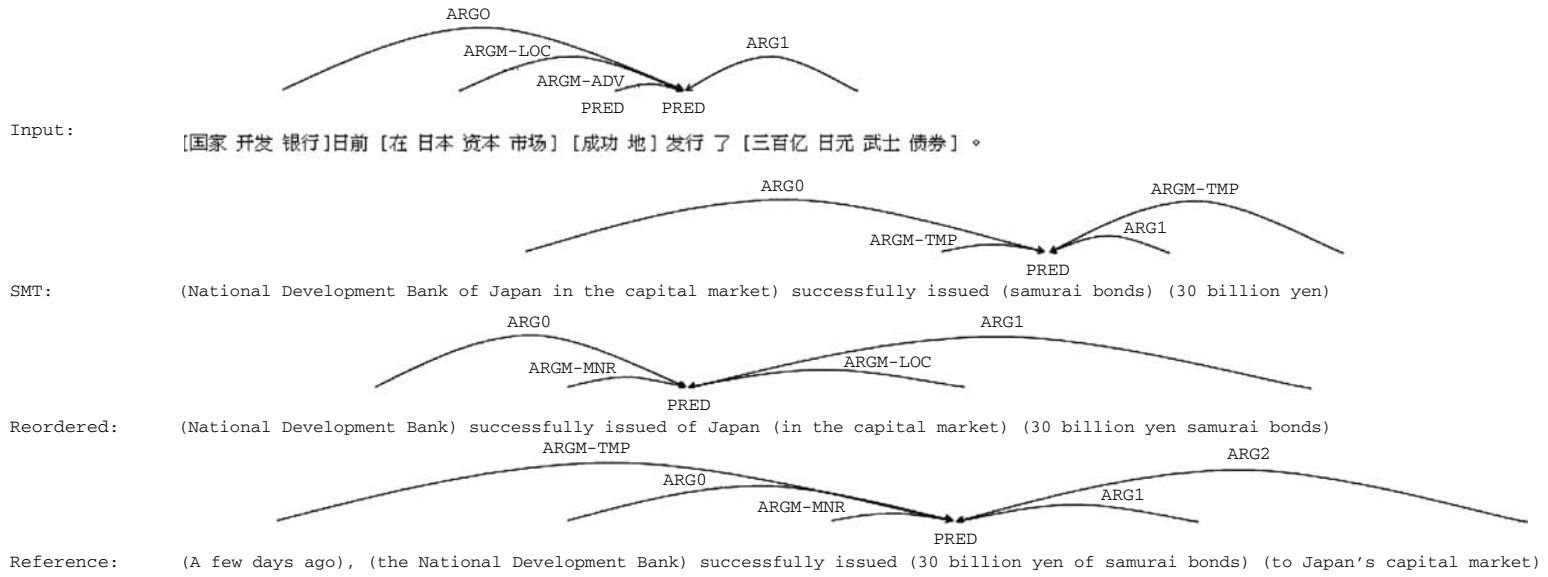 ARG0
ARGM-LOC ARG1
ARGM-ADV
PRED PRED
Input: [国家 开发 银行]日前 [在 日本 资本 市场] [成功 地] 发行 了 [三百亿 日元 武士 债券] 。
ARG0 ARGM-TMP
ARGM-TMP ARG1
PRED
SMT: (National Development Bank of Japan in the capital market) successfully issued (samurai bonds) (30 billion yen)
ARG0 ARG1
ARGM-MNR ARGM-LOC
PRED
Reordered: (National Development Bank) successfully issued of Japan (in the capital market) (30 billion yen samurai bonds)
ARGM-TMP ARG2
ARG0 ARG1
ARGM-MNR
PRED
Reference: (A few days ago), (the National Development Bank) successfully issued (30 billion yen of samurai bonds) (to Japan's capital market)